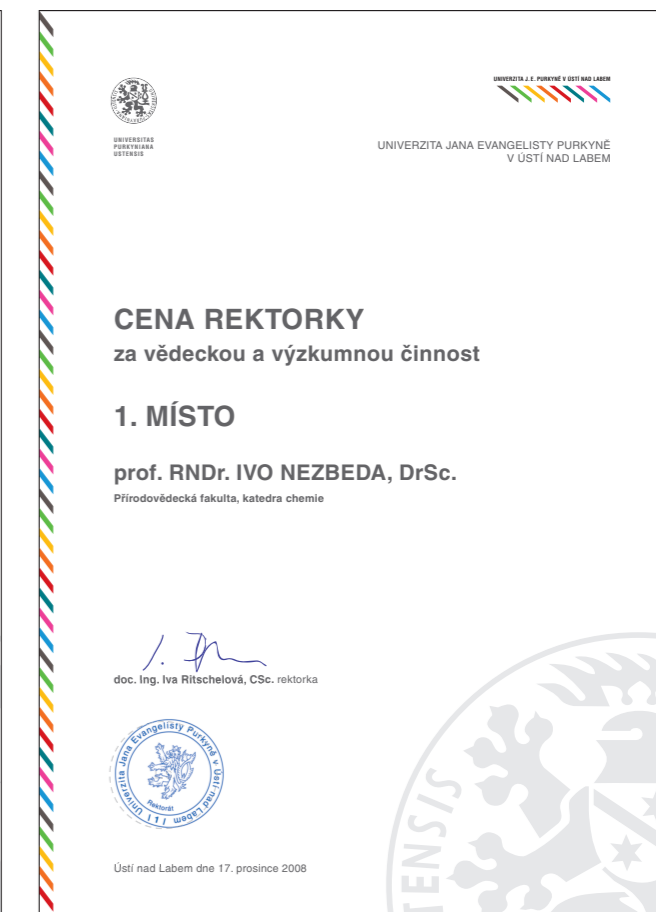 UNIVERZITA J. E. PURKYNĚ V ÚSTÍ NAD LABEM
UNIVERSITAS
PURKYNIANA
USTENSIS
UNIVERZITA JANA EVANGELISTY PURKYNĚ
V ÚSTÍ NAD LABEM
CENA REKTORKY
za vědeckou a výzkumnou činnost
1. MÍSTO
prof. RNDr. IVO NEZBEDA, DrSc.
Přírodovědecká fakulta, katedra chemie
doc. Ing. Iva Ritschelová, CSc. rektorka
Univerzita Jana Evangelisty Purkyně v Ústí nad Labem
Rektorát
1
Ústí nad Labem dne 17. prosince 2008
TENSIS